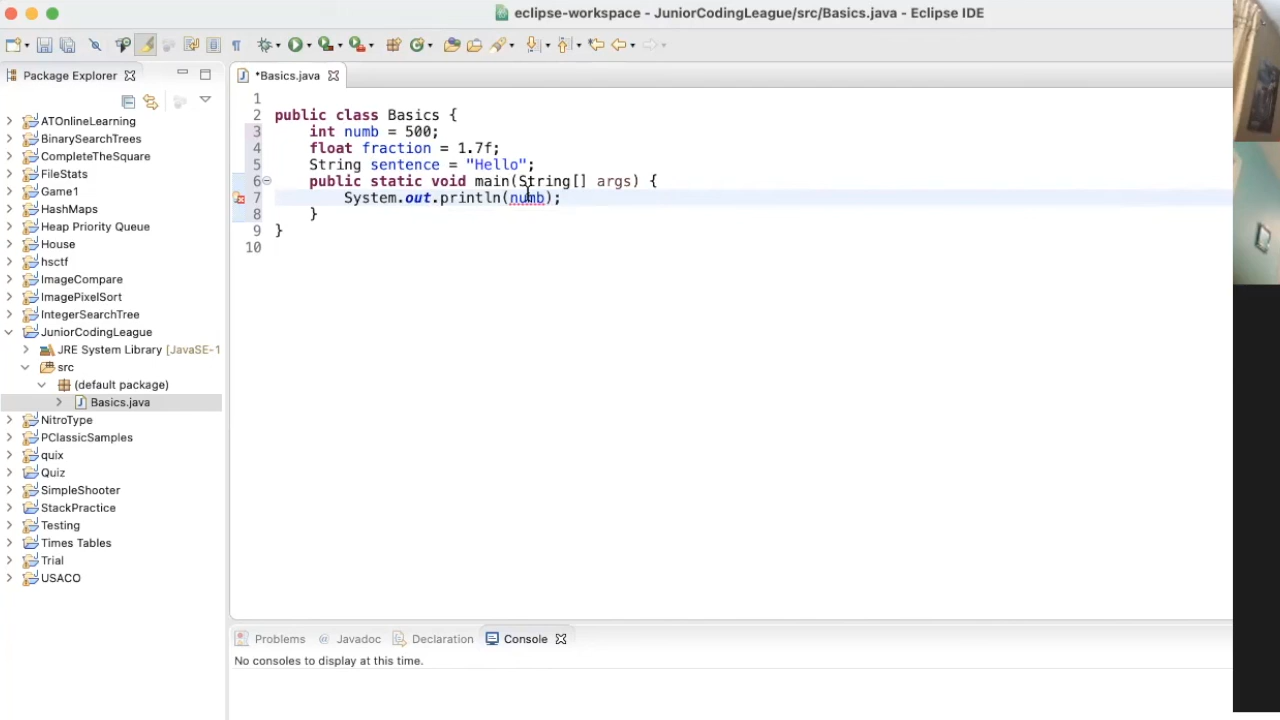 eclipse-workspace - JuniorCodingLeague/src/Basics.java - Eclipse IDE
Package Explorer
ATOnlineLearning
BinarySearchTrees
CompleteTheSquare
FileStats
Game1
HashMaps
Heap Priority Queue
House
hsctf
ImageCompare
ImagePixelSort
IntegerSearchTree
JuniorCodingLeague
JRE System Library [JavaSE-1
src
(default package)
Basics.java
NitroType
PClassicSamples
quix
Quiz
SimpleShooter
StackPractice
Testing
Times Tables
Trial
USACO
*Basics.java
1
2 public class Basics {
3 int numb = 500;
4 float fraction = 1.7f;
5 String sentence = "Hello";
6 public static void main(String[] args) {
7 System.out.println(numb);
8 }
9 }
10
Problems @ Javadoc Declaration Console
No consoles to display at this time.